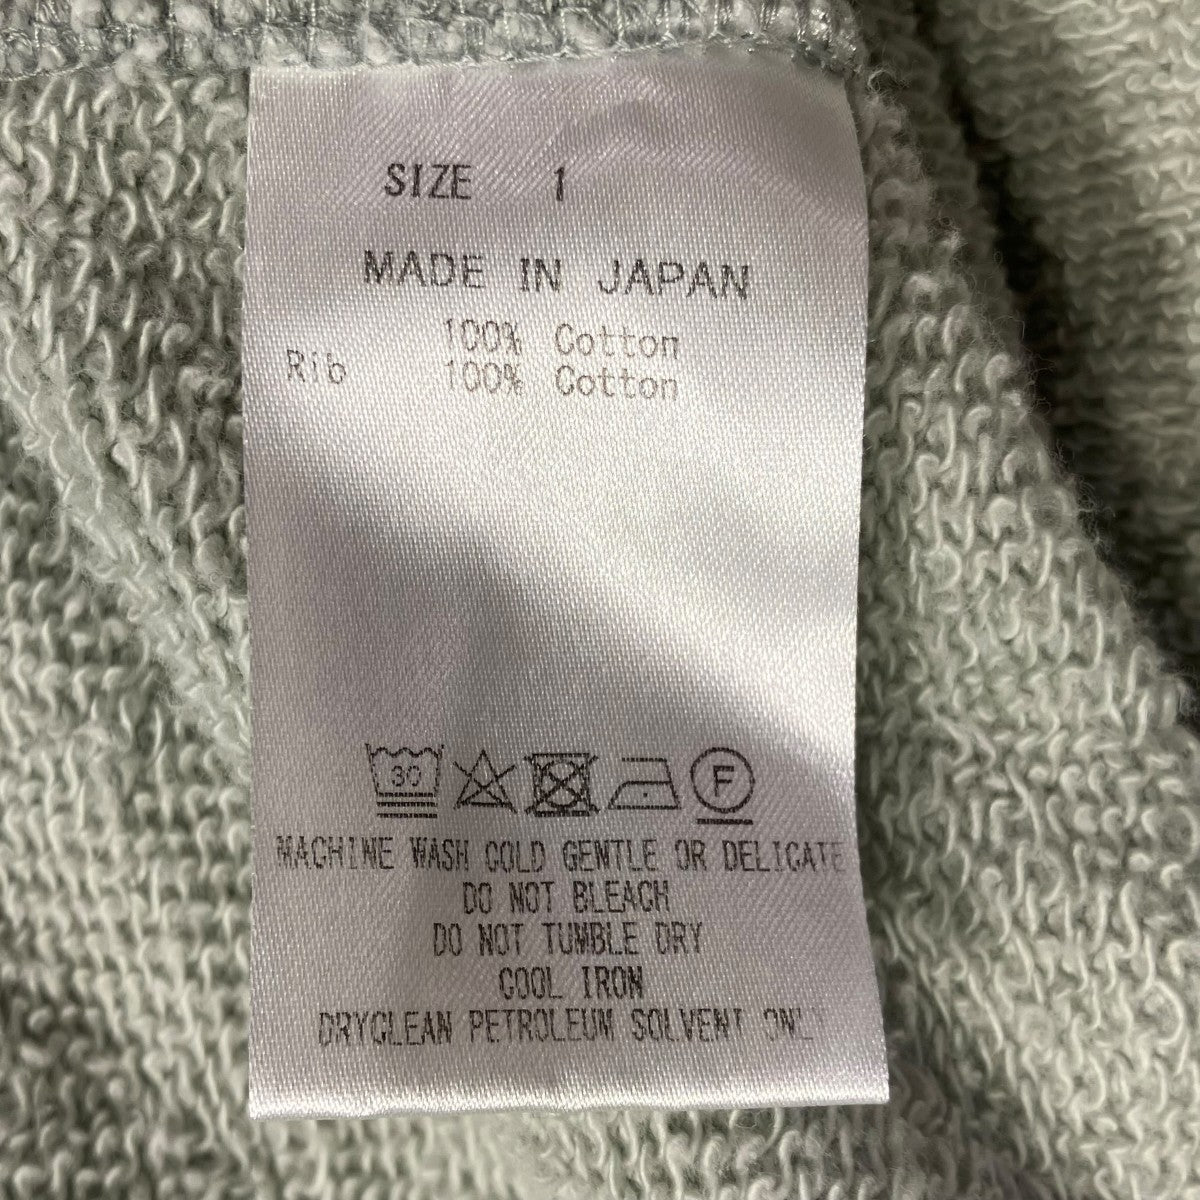 SIZE 1
MADE IN JAPAN
100% Cotton
Rib 100% Cotton
30 F
MACHINE WASH COLD GENTLE OR DELICATE
DO NOT BLEACH
DO NOT TUMBLE DRY
COOL IRON
DRYCLEAN PETROLEUM SOLVENT ONL